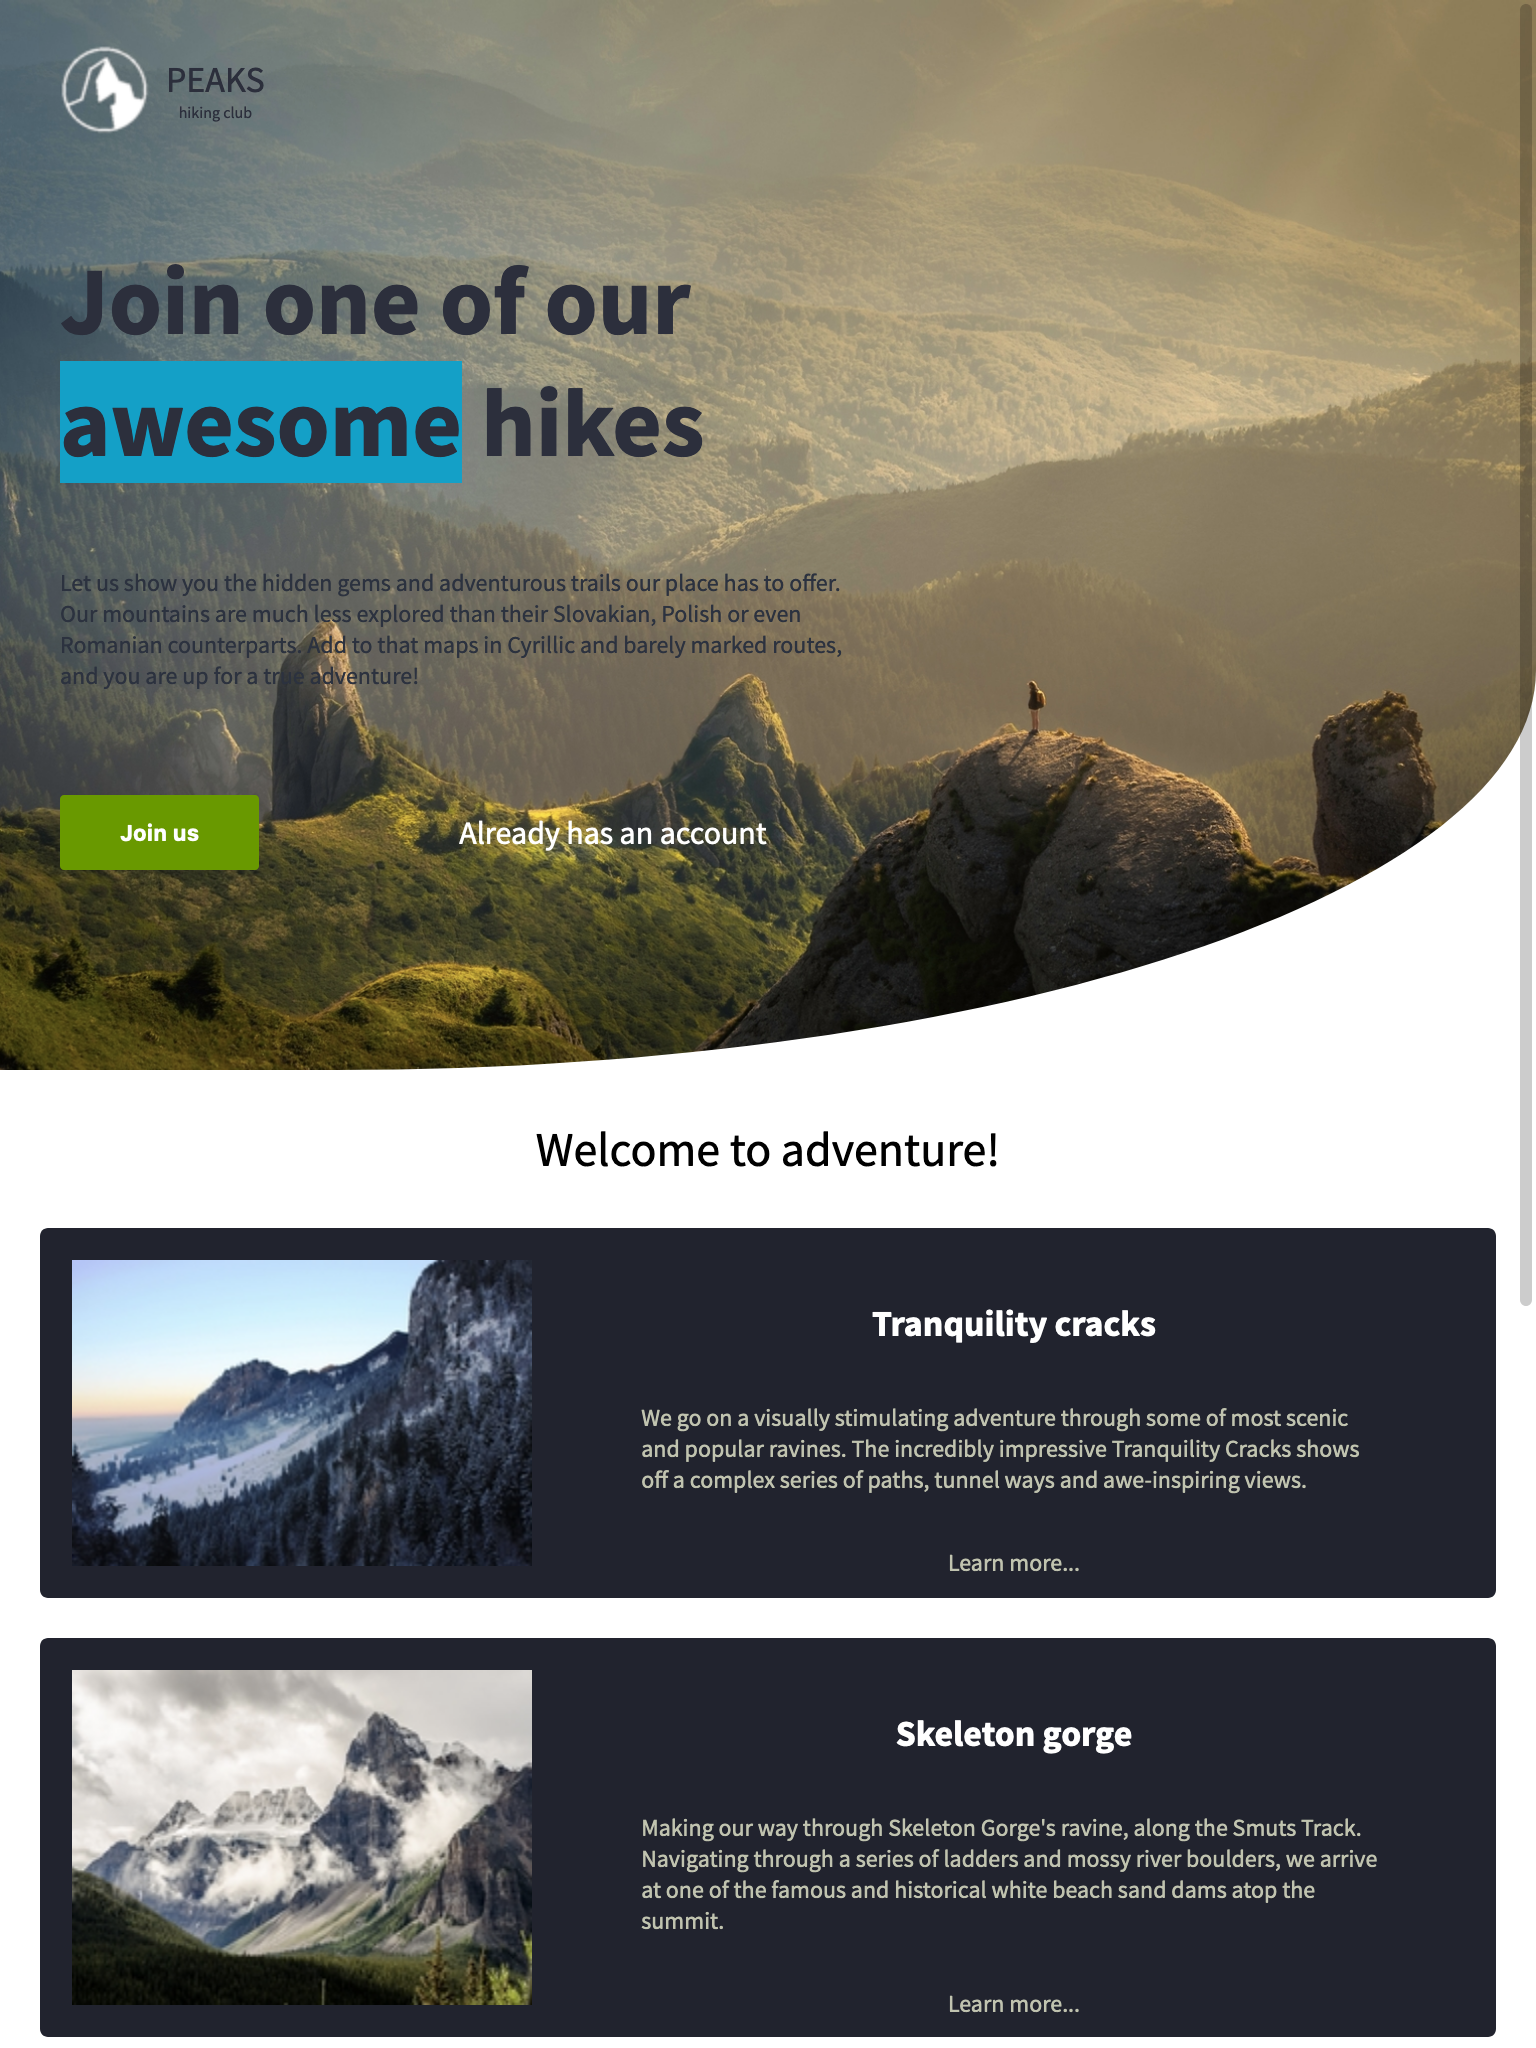 PEAKS
hiking club
Join one of our
awesome hikes
Let us show you the hidden gems and adventurous trails our place has to offer.
Our mountains are much less explored than their Slovakian, Polish or even
Romanian counterparts. Add to that maps in Cyrillic and barely marked routes,
and you are up for a true adventure!
Join us
Already has an account
Welcome to adventure!
Tranquility cracks
We go on a visually stimulating adventure through some of most scenic
and popular ravines. The incredibly impressive Tranquility Cracks shows
off a complex series of paths, tunnel ways and awe-inspiring views.
Learn more...
Skeleton gorge
Making our way through Skeleton Gorge's ravine, along the Smuts Track.
Navigating through a series of ladders and mossy river boulders, we arrive
at one of the famous and historical white beach sand dams atop the
summit.
Learn more...